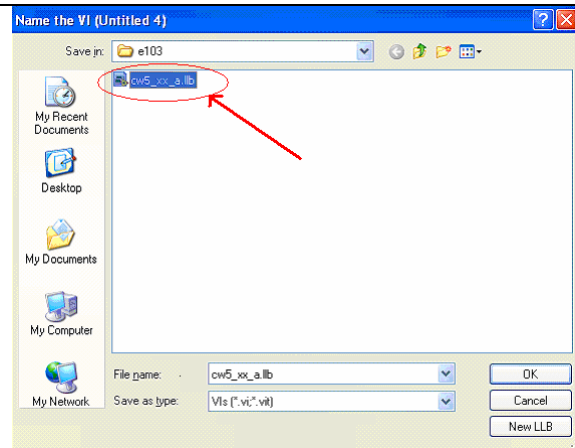 Name the VI (Untitled 4)
Save in: e103
cw5_xx_a.llb
My Recent
Documents
Desktop
My Documents
My Computer
My Network
File name: cw5_xx_a.llb OK
Save as type: VIs (*.vi;*.vit) Cancel
New LLB